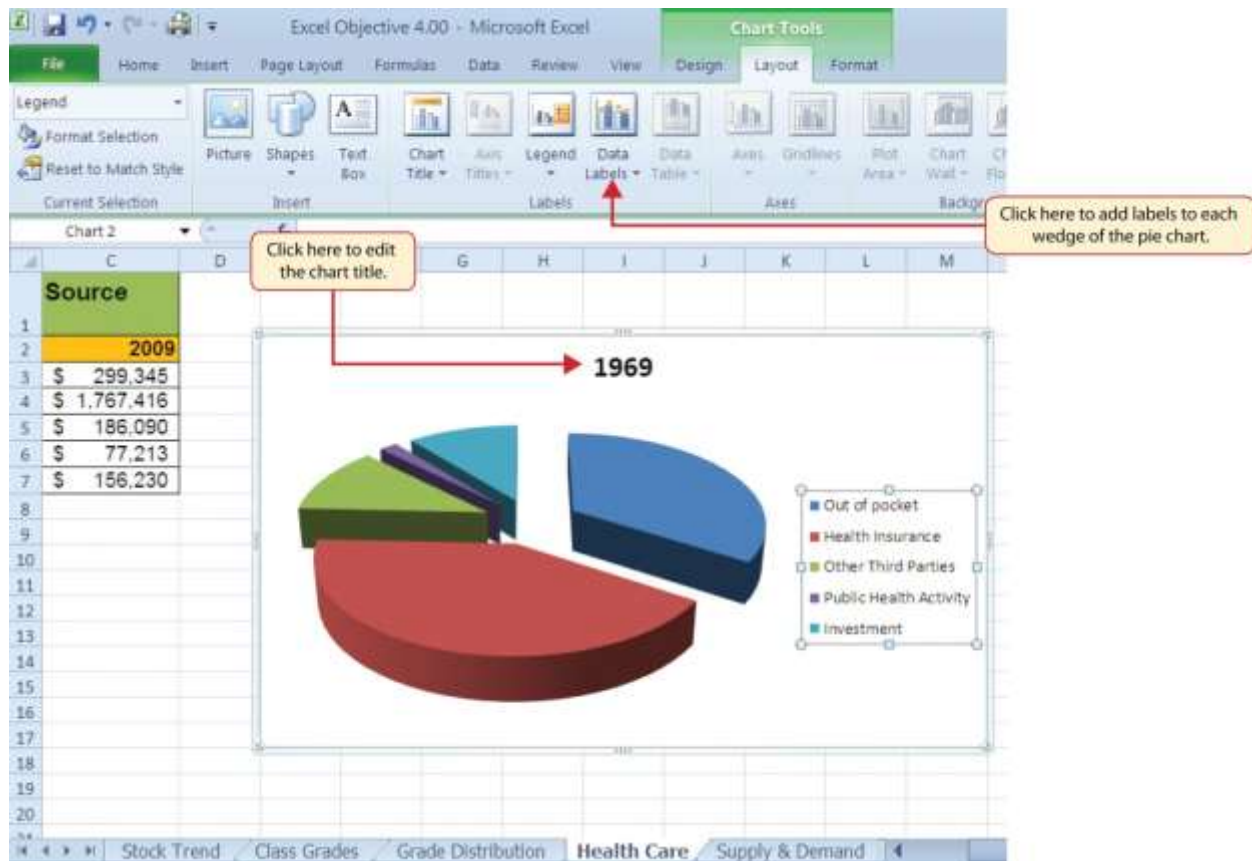 Excel Objective 4.00 - Microsoft Excel
Chart Tools
File Home Insert Page Layout Formulas Data Review View Design Layout Format
Legend
Format Selection
Reset to Match Style
Picture Shapes Text Box
Chart Title Axis Titles Legend Data Labels Data Table
Axes Gridlines Plot Area Chart Wall
Current Selection Insert Labels Axes
Click here to add labels to each
wedge of the pie chart.
Chart 2
Click here to edit
the chart title.
C D G H I J K L M
Source
1
2 2009
3 $ 299,345
4 $ 1,767,416
5 $ 186,090
6 $ 77,213
7 $ 156,230
8
9
10
11
12
13
14
15
16
17
18
19
20
1969
Out of pocket
Health Insurance
Other Third Parties
Public Health Activity
Investment
Stock Trend Class Grades Grade Distribution Health Care Supply & Demand